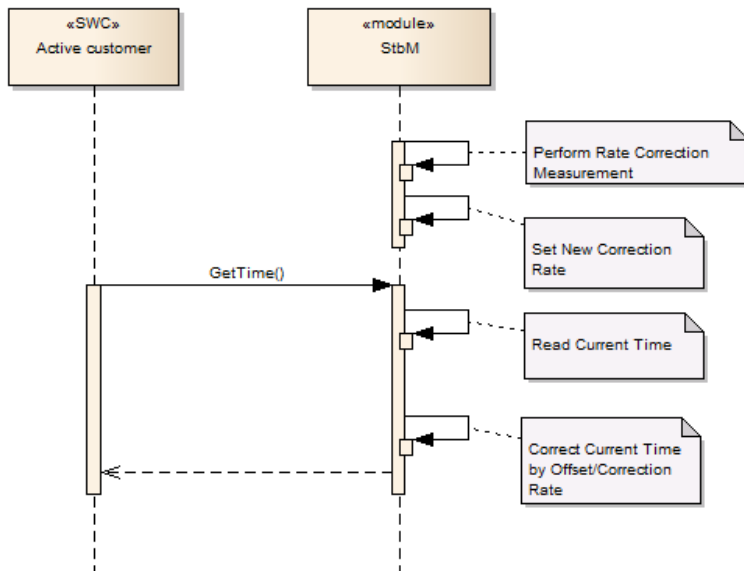 «SWC»
Active customer
«module»
StbM
Perform Rate Correction
Measurement
Set New Correction
Rate
GetTime()
Read Current Time
Correct Current Time
by Offset/Correction
Rate